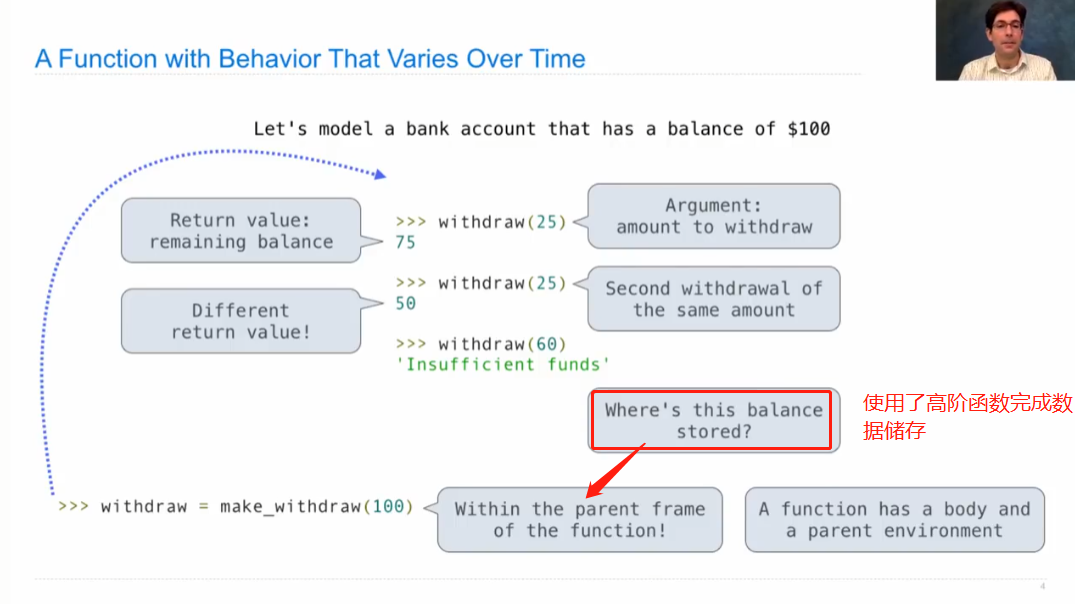 A Function with Behavior That Varies Over Time
Let's model a bank account that has a balance of $100
Return value:
remaining balance
>>> withdraw(25)
75
Argument:
amount to withdraw
Different
return value!
>>> withdraw(25)
50
Second withdrawal of
the same amount
>>> withdraw(60)
'Insufficient funds'
Where's this balance
stored?
使用了高阶函数完成数
据储存
>>> withdraw = make_withdraw(100)
Within the parent frame
of the function!
A function has a body and
a parent environment
4